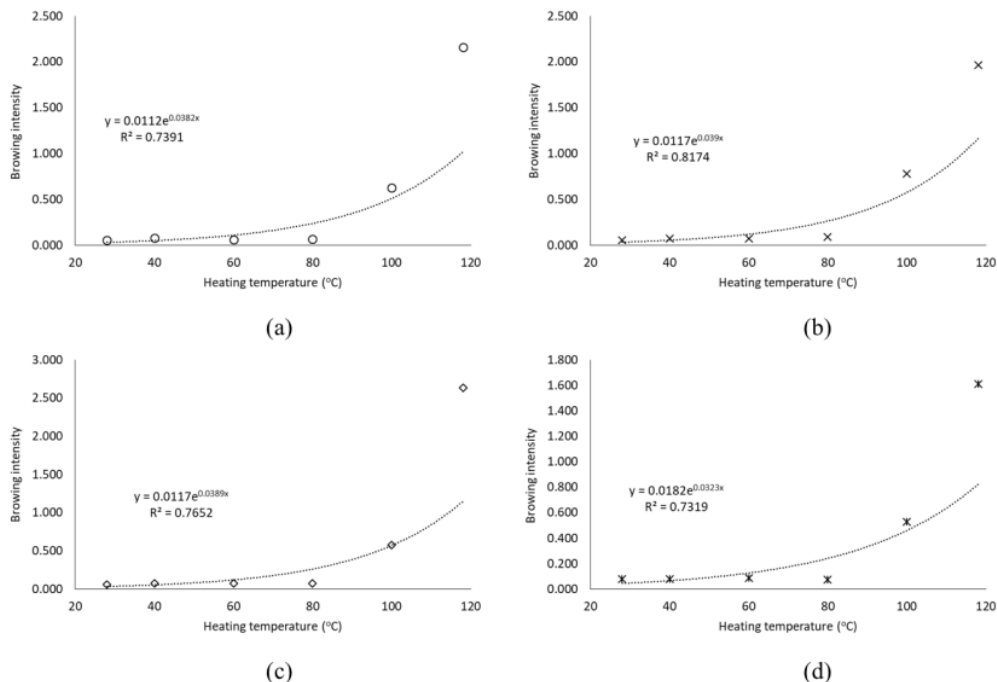 2.500
2.000
1.500
1.000
0.500
0.000
Browing intensity
y = 0.0112e^0.0382x
R² = 0.7391
20 40 60 80 100 120
Heating temperature (°C)
(a)
2.500
2.000
1.500
1.000
0.500
0.000
Browing intensity
y = 0.0117e^0.039x
R² = 0.8174
20 40 60 80 100 120
Heating temperature (°C)
(b)
3.000
2.500
2.000
1.500
1.000
0.500
0.000
Browing intensity
y = 0.0117e^0.0389x
R² = 0.7652
20 40 60 80 100 120
Heating temperature (°C)
(c)
1.800
1.600
1.400
1.200
1.000
0.800
0.600
0.400
0.200
0.000
Browing intensity
y = 0.0182e^0.0323x
R² = 0.7319
20 40 60 80 100 120
Heating temperature (°C)
(d)